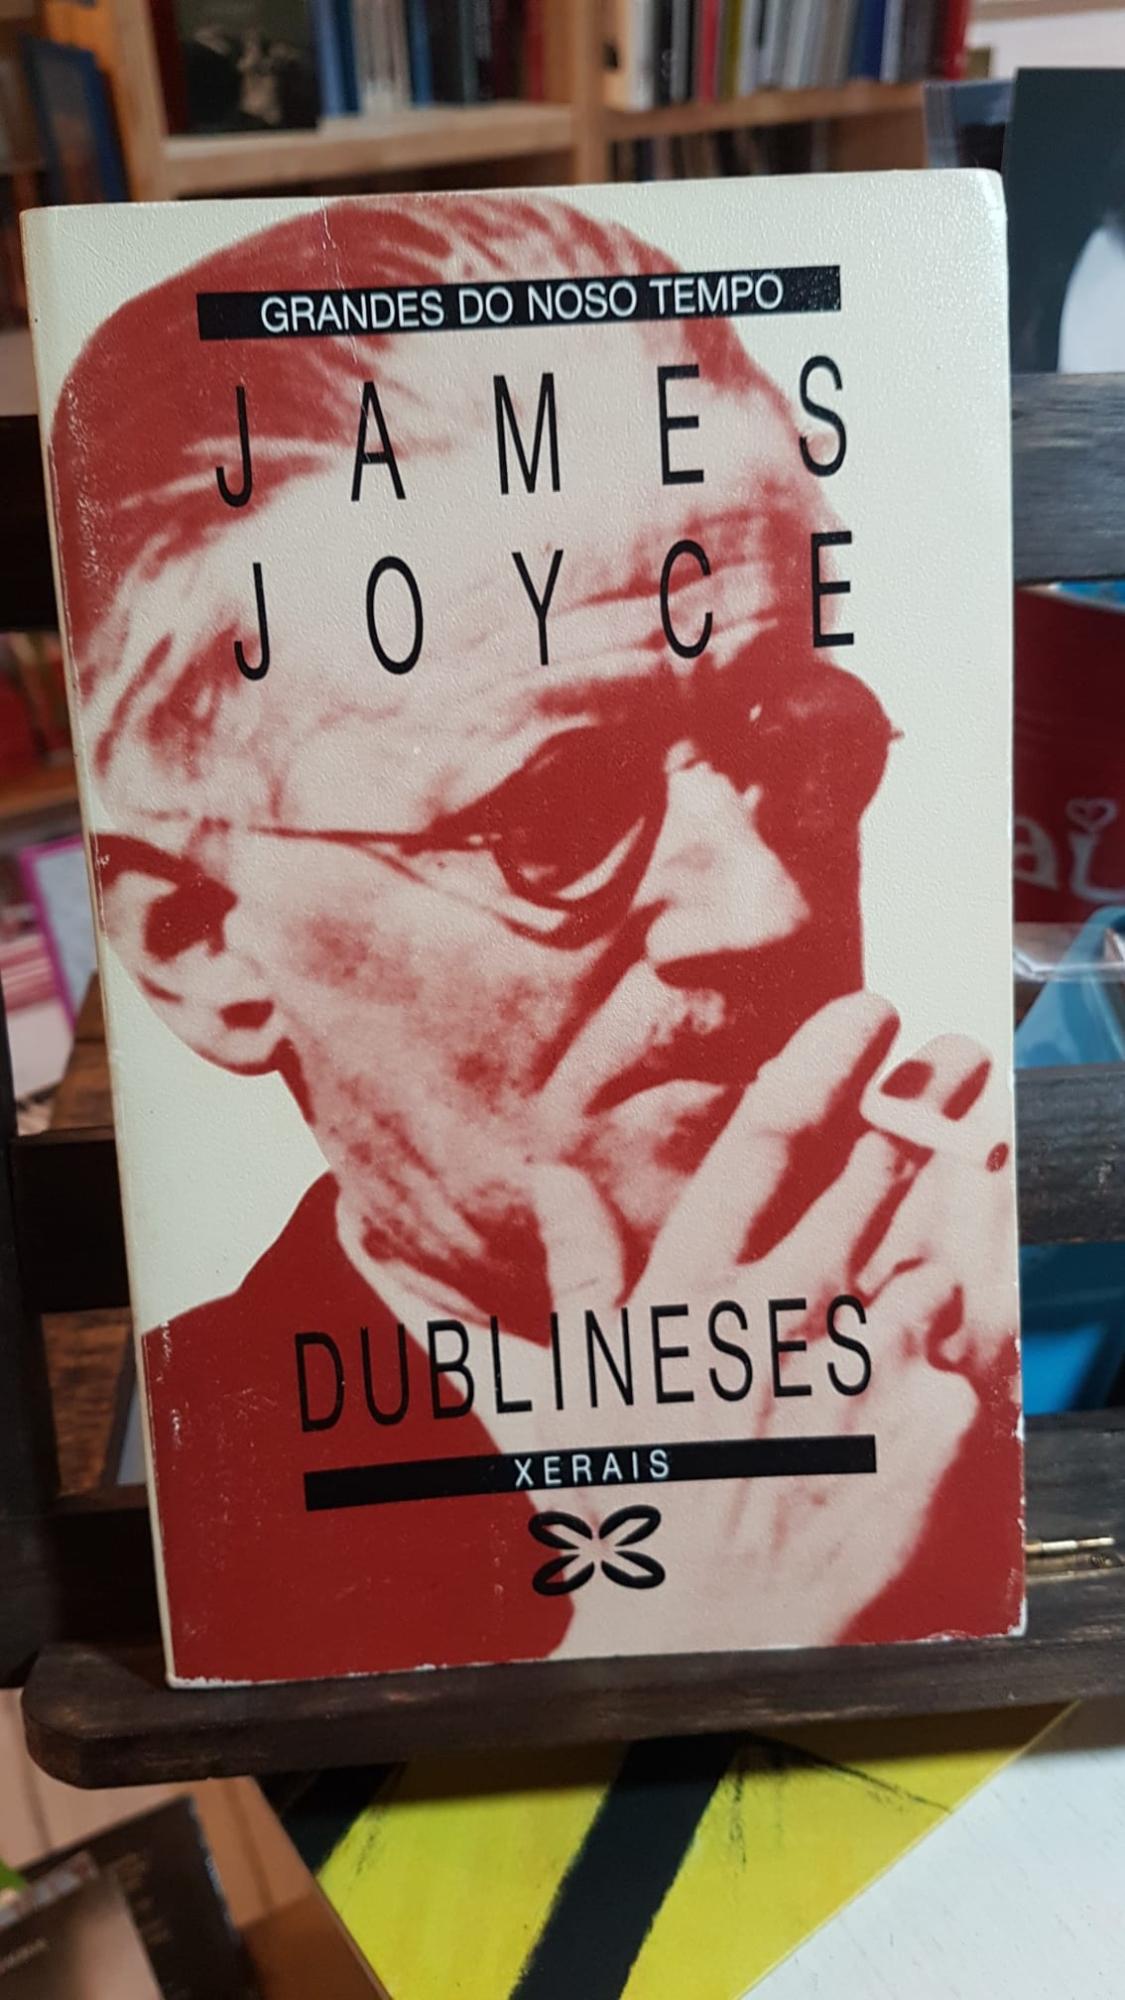 GRANDES DO NOSO TEMPO
JAMES
JOYCE
DUBLINESES
XERAIS